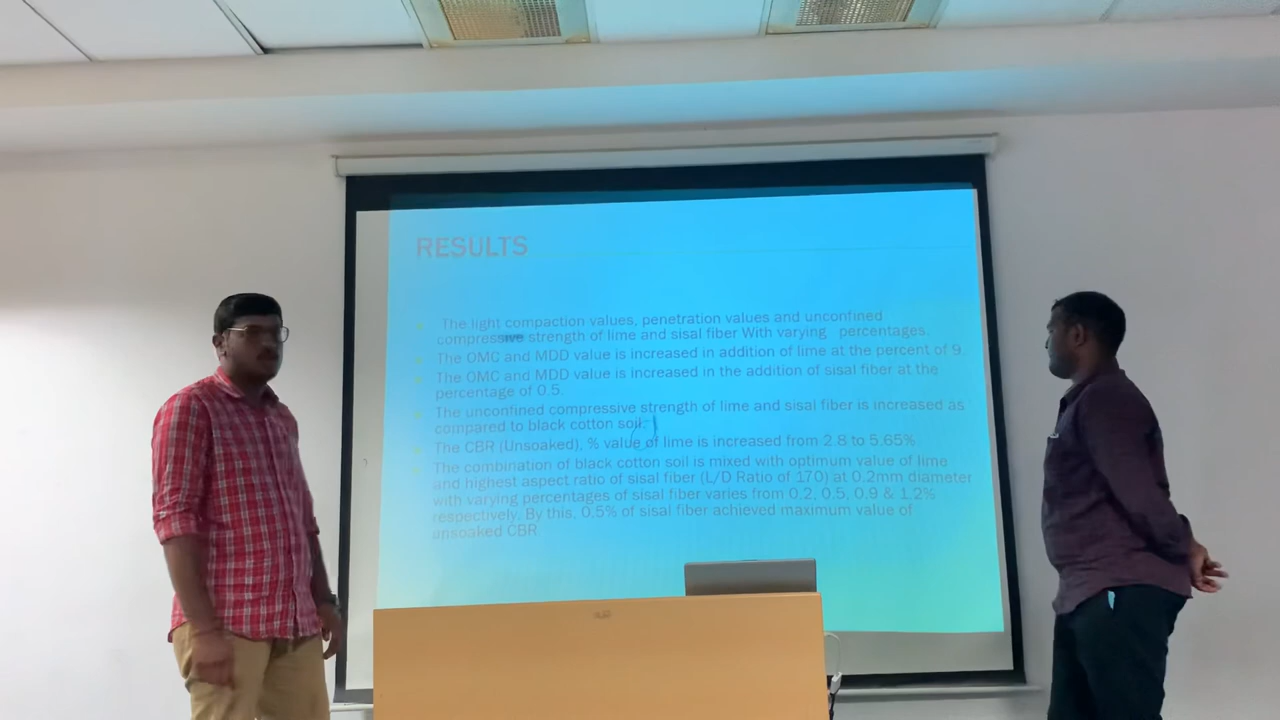 RESULTS
The light compaction values, penetration values and unconfined
compressive strength of lime and sisal fiber With varying percentages.
The OMC and MDD value is increased in addition of lime at the percent of 9.
The OMC and MDD value is increased in the addition of sisal fiber at the
percentage of 0.5.
The unconfined compressive strength of lime and sisal fiber is increased as
compared to black cotton soil.
The CBR (Unsoaked), % value of lime is increased from 2.8 to 5.65%
The combination of black cotton soil is mixed with optimum value of lime
and highest aspect ratio of sisal fiber (L/D Ratio of 170) at 0.2mm diameter
with varying percentages of sisal fiber varies from 0.2, 0.5, 0.9 & 1.2%
respectively. By this, 0.5% of sisal fiber achieved maximum value of
unsoaked CBR